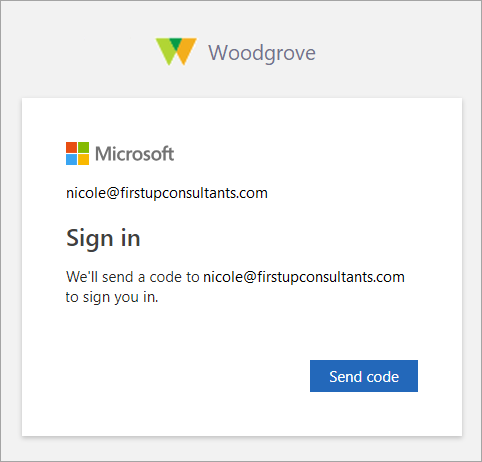 Woodgrove
Microsoft
nicole@firstupconsultants.com
Sign in
We'll send a code to nicole@firstupconsultants.com
to sign you in.
Send code